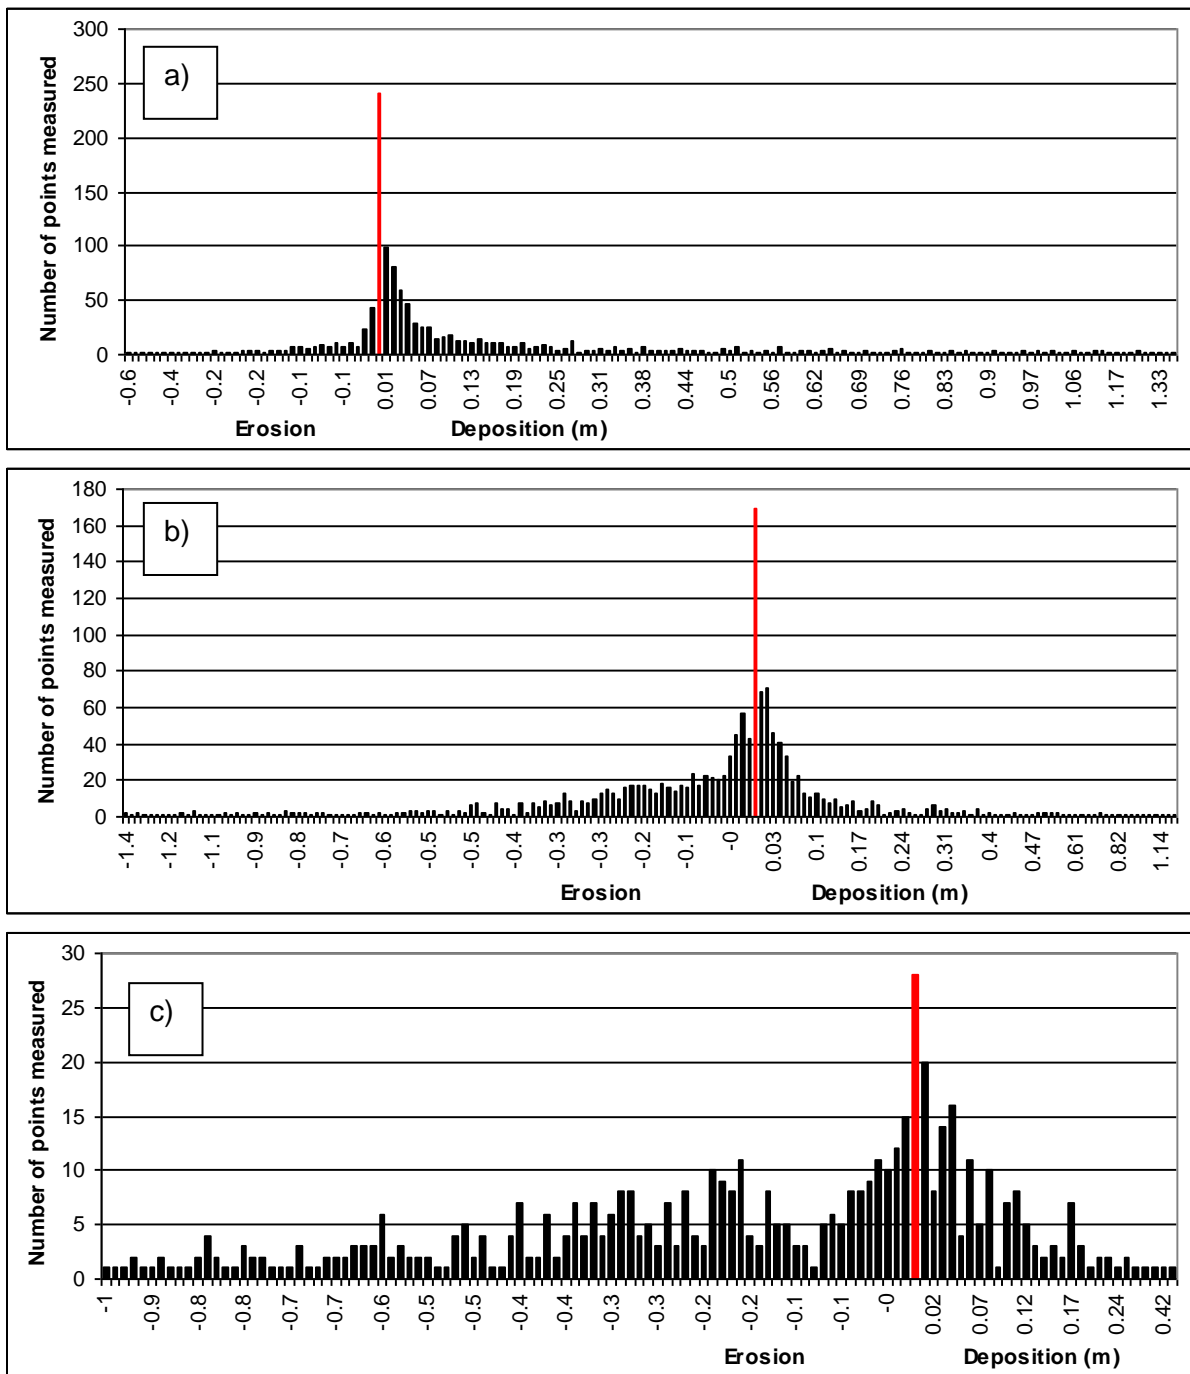 Number of points measured
300
250
200
150
100
50
0
a)
-0.6 -0.4 -0.2 -0.2 -0.1 -0.1 0.01 0.07 0.13 0.19 0.25 0.31 0.38 0.44 0.5 0.56 0.62 0.69 0.76 0.83 0.9 0.97 1.06 1.17 1.33
Erosion Deposition (m)
Number of points measured
180
160
140
120
100
80
60
40
20
0
b)
-1.4 -1.2 -1.1 -0.9 -0.8 -0.6 -0.5 -0.5 -0.4 -0.3 -0.3 -0.2 -0.1 -0 0.03 0.1 0.17 0.24 0.31 0.4 0.47 0.61 0.82 1.14
Erosion Deposition (m)
Number of points measured
30
25
20
15
10
5
0
c)
-1 -0.9 -0.8 -0.8 -0.7 -0.7 -0.6 -0.5 -0.5 -0.4 -0.4 -0.3 -0.3 -0.2 -0.2 -0.1 -0.1 -0 0.02 0.07 0.12 0.17 0.24 0.42
Erosion Deposition (m)